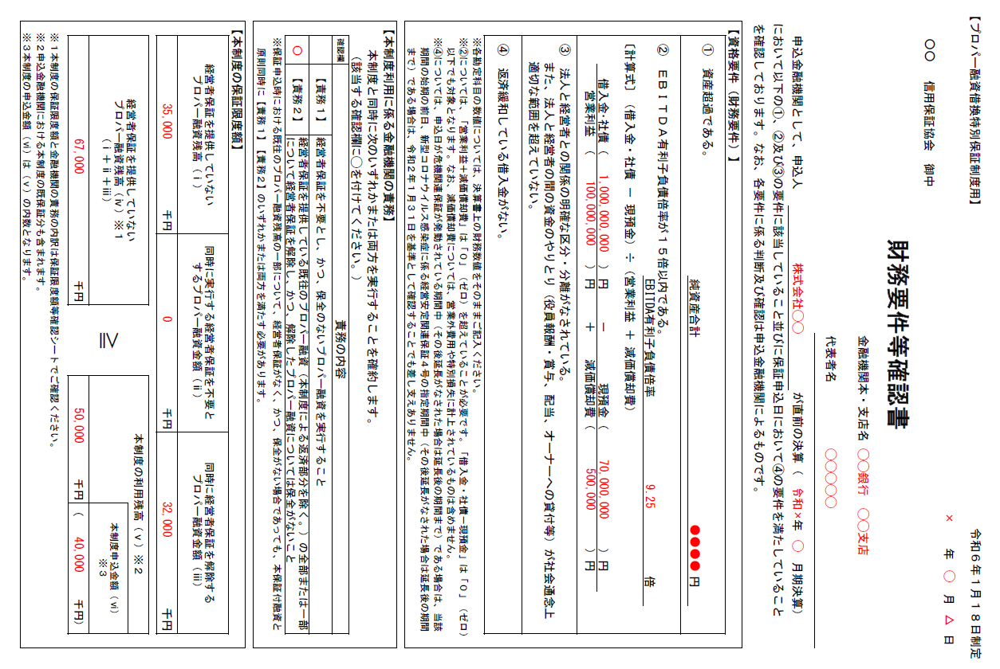 【プロパー融資借換特別保証制度用】
令和６年１月１８日制定
× 年 ○ 月 △ 日
○○ 信用保証協会 御中
財務要件等確認書
金融機関本・支店名 ○○銀行 ○○支店
代表者名 ○○○○○
申込金融機関として、申込人 株式会社○○ が直前の決算（ 令和×年 ○ 月期決算）
において以下の①、②及び③の要件に該当していること並びに保証申込日において④の要件を満たしていること
を確認しております。なお、各要件に係る判断及び確認は申込金融機関によるものです。
【資格要件（財務要件）】
① 資産超過である。
純資産合計 ●●●● 円
② ＥＢＩＴＤＡ有利子負債倍率が１５倍以内である。
EBITDA有利子負債倍率 9.25 倍
〔計算式〕（借入金・社債 － 現預金）÷（営業利益 ＋ 減価償却費）
借入金・社債（ 1,000,000,000 ）円 － 現預金（ 70,000,000 ）円
営業利益（ 100,000,000 ）円 ＋ 減価償却費（ 500,000 ）円
③ 法人と経営者との関係の明確な区分・分離がなされている。
また、法人と経営者の間の資金のやりとり（役員報酬・賞与、配当、オーナーへの貸付等）が社会通念上
適切な範囲を超えていない。
④ 返済緩和している借入金がない。
※各勘定科目の数値については、決算書上の財務数値をそのままご記入ください。
※②については、「営業利益＋減価償却費」は「０」（ゼロ）を超えていることが必要です。「借入金・社債－現預金」は「０」（ゼロ）
以下でも対象となります。なお、減価償却費については、営業外費用や特別損失に計上されているものは含めません。
※④については、申込日が危機関連保証が発動されている期間中（その後延長がなされた場合は延長後の期間まで）である場合は、当該
期間の始期の前日、新型コロナウイルス感染症に係る経営安定関連保証４号の指定期間中（その後延長がなされた場合は延長後の期間
まで）である場合は、令和２年１月３１日を基準として確認することでも差し支えありません。
【本制度利用に係る金融機関の責務】
本制度と同時に次のいずれかまたは両方を実行することを確約します。
（該当する確認欄に○を付けてください。）
確認欄 責務の内容
【責務１】 経営者保証を不要とし、かつ、保全のないプロパー融資を実行すること
○ 【責務２】 経営者保証を提供している既往のプロパー融資（本制度による返済部分を除く。）の全部または一部
について経営者保証を解除し、かつ、解除したプロパー融資については保全がないこと
※保証申込時における既往のプロパー融資残高の一部について、経営者保証がなく、かつ、保全がない場合であっても、本保証付融資と
原則同時に【責務１】【責務２】のいずれかまたは両方を満たす必要があります。
【本制度の保証限度額】
経営者保証を提供していない
プロパー融資残高（ⅰ）
同時に実行する経営者保証を不要と
するプロパー融資金額（ⅱ）
同時に経営者保証を解除する
プロパー融資金額（ⅲ）
35,000 千円
0 千円
32,000 千円
経営者保証を提供していない
プロパー融資残高（ⅳ）※１
（ⅰ＋ⅱ＋ⅲ）
67,000 千円
≧
本制度の利用残高（ⅴ）※２
本制度申込金額（ⅵ）
※３
50,000 千円（ 40,000 千円）
※１本制度の保証限度額と金融機関の責務の内訳は保証限度額等確認シートでご確認ください。
※２申込金融機関における本制度の既保証分も含まれます。
※３本制度の申込金額（ⅵ）は（ⅴ）の内数となります。